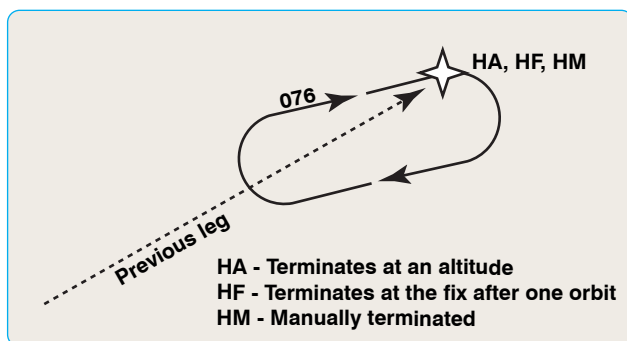 HA, HF, HM
076
Previous leg
HA - Terminates at an altitude
HF - Terminates at the fix after one orbit
HM - Manually terminated